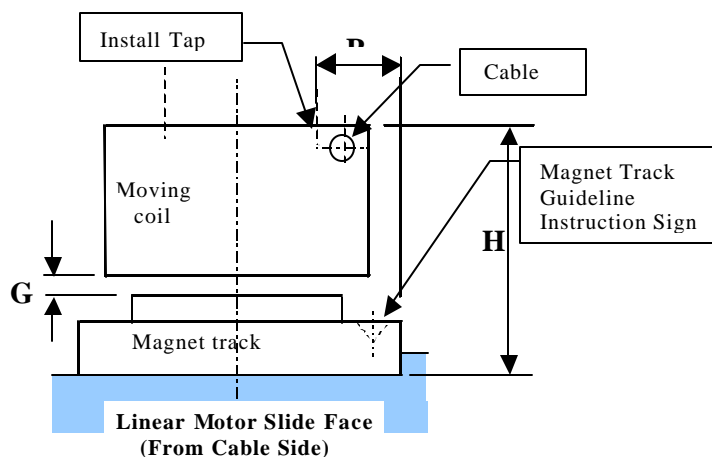 Install Tap
Cable
Magnet Track
Guideline
Instruction Sign
Moving
coil
H
G
Magnet track
Linear Motor Slide Face
(From Cable Side)